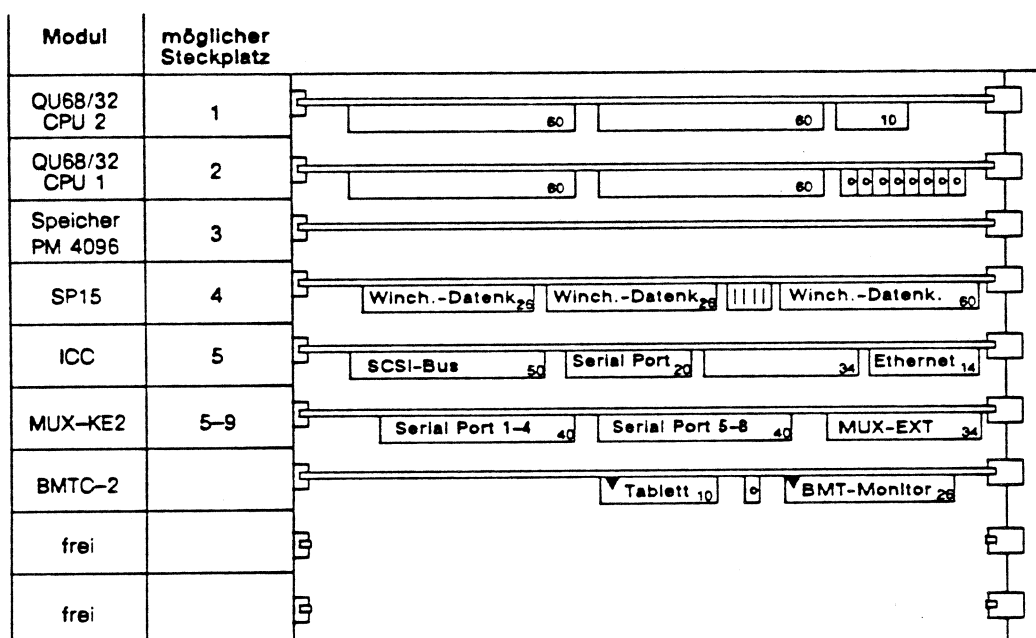 Modul möglicher
Steckplatz
QU68/32
CPU 2
1
60 60 10
QU68/32
CPU 1
2
60 60
Speicher
PM 4096
3
SP15 4
Winch.-Datenk. 26 Winch.-Datenk. 26 Winch.-Datenk. 60
ICC 5
SCSI-Bus 50 Serial Port 20 34 Ethernet 14
MUX-KE2 5-9
Serial Port 1-4 40 Serial Port 5-8 40 MUX-EXT 34
BMTC-2
Tablett 10 BMT-Monitor 26
frei
frei